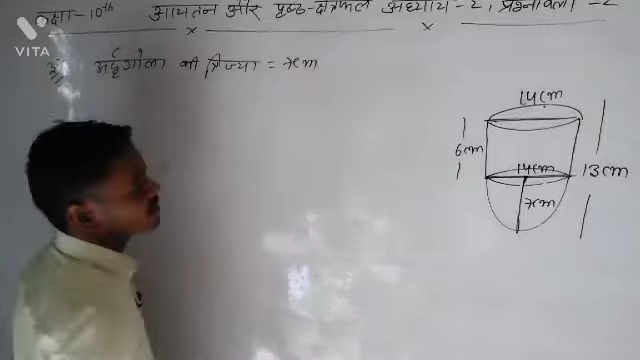 VITA
कक्षा-10th आयतन और पृष्ठ-क्षेत्रफल अध्याय-2, प्रश्नावली-2
x x
3) अर्द्धगोला की त्रिज्या = 7cm
14cm
6cm
14cm
13cm
7cm